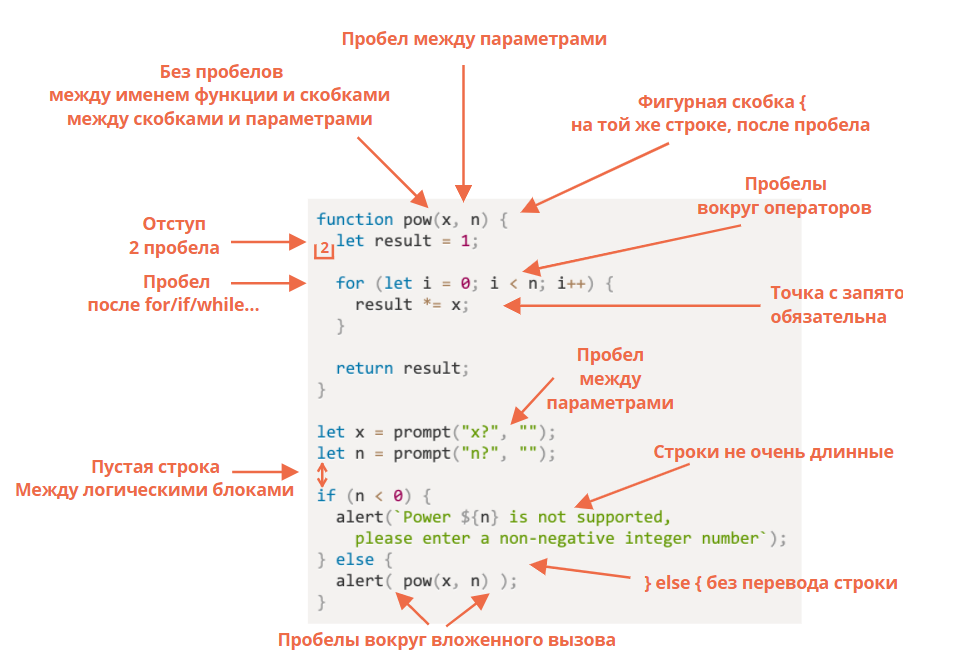 Пробел между параметрами
Без пробелов
между именем функции и скобками
между скобками и параметрами
Фигурная скобка {
на той же строке, после пробела
Пробелы
вокруг операторов
Отступ
2 пробела
Пробел
после for/if/while...
function pow(x, n) {
2
let result = 1;
for (let i = 0; i < n; i++) {
result *= x;
}
return result;
}
Точка с запято
обязательна
Пробел
между
параметрами
let x = prompt("x?", "");
let n = prompt("n?", "");
Строки не очень длинные
Пустая строка
Между логическими блоками
if (n < 0) {
alert(`Power ${n} is not supported,
please enter a non-negative integer number`);
} else {
alert( pow(x, n) );
}
} else { без перевода строки
Пробелы вокруг вложенного вызова